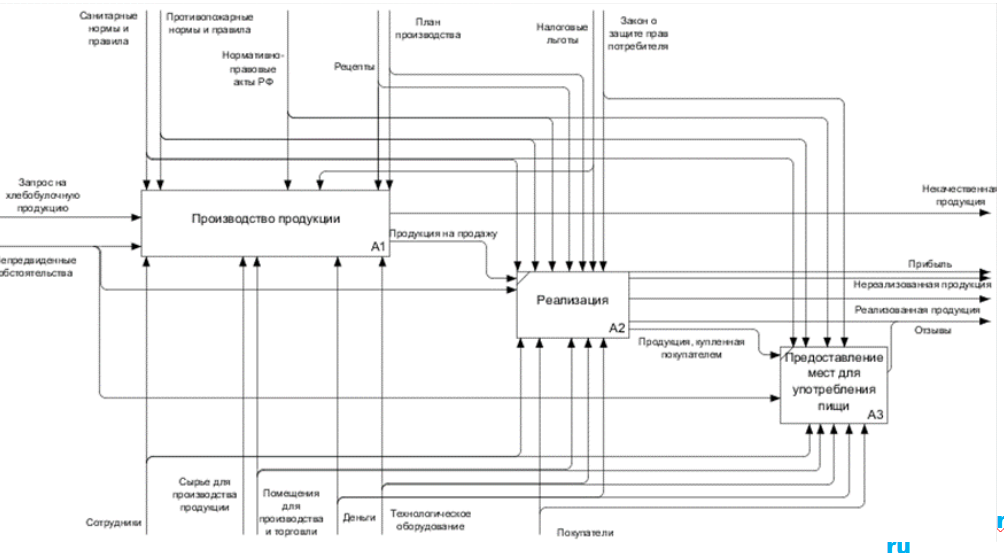 Санитарные
нормы и
правила
Противопожарные
нормы и правила
Нормативно-
правовые
акты РФ
Рецепты
План
производства
Налоговые
льготы
Закон о
защите прав
потребителя
Запрос на
хлебобулочную
продукцию
Производство продукции
A1
Некачественная
продукция
Продукция на продажу
епредвиденные
обстоятельства
Реализация
A2
Прибыль
Нереализованная продукция
Реализованная продукция
Отзывы
Продукция, купленная
покупателем
Предоставление
мест для
употребления
пищи
A3
Сотрудники
Сырье для
производства
продукции
Помещения
для
производства
и торговли
Деньги
Технологическое
оборудование
Покупатели
ru